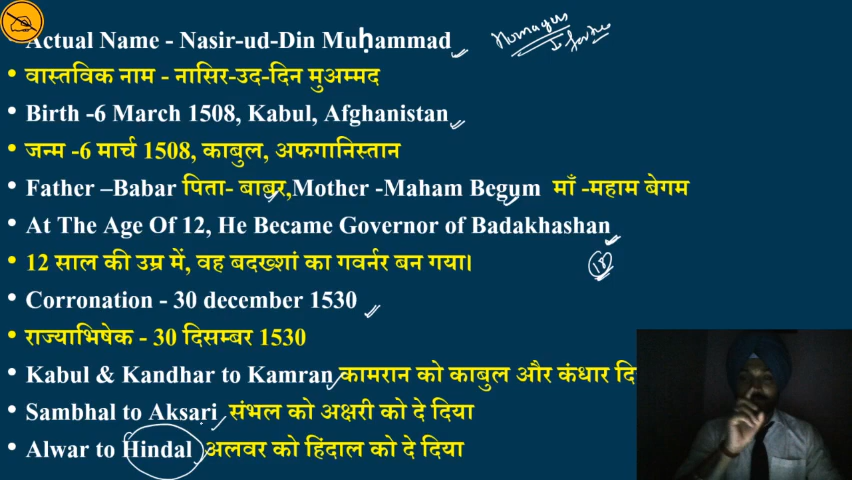 Actual Name - Nasir-ud-Din Muḥammad
वास्तविक नाम - नासिर-उद-दिन मुअम्मद
Birth -6 March 1508, Kabul, Afghanistan
जन्म -6 मार्च 1508, काबुल, अफगानिस्तान
Father –Babar पिता- बाबर,Mother -Maham Begum माँ -महाम बेगम
At The Age Of 12, He Became Governor of Badakhashan
12 साल की उम्र में, वह बदख्शां का गवर्नर बन गया।
Corronation - 30 december 1530
राज्याभिषेक - 30 दिसम्बर 1530
Kabul & Kandhar to Kamran कामरान को काबुल और कंधार दि
Sambhal to Aksari संभल को अक्षरी को दे दिया
Alwar to Hindal अलवर को हिंदाल को दे दिया